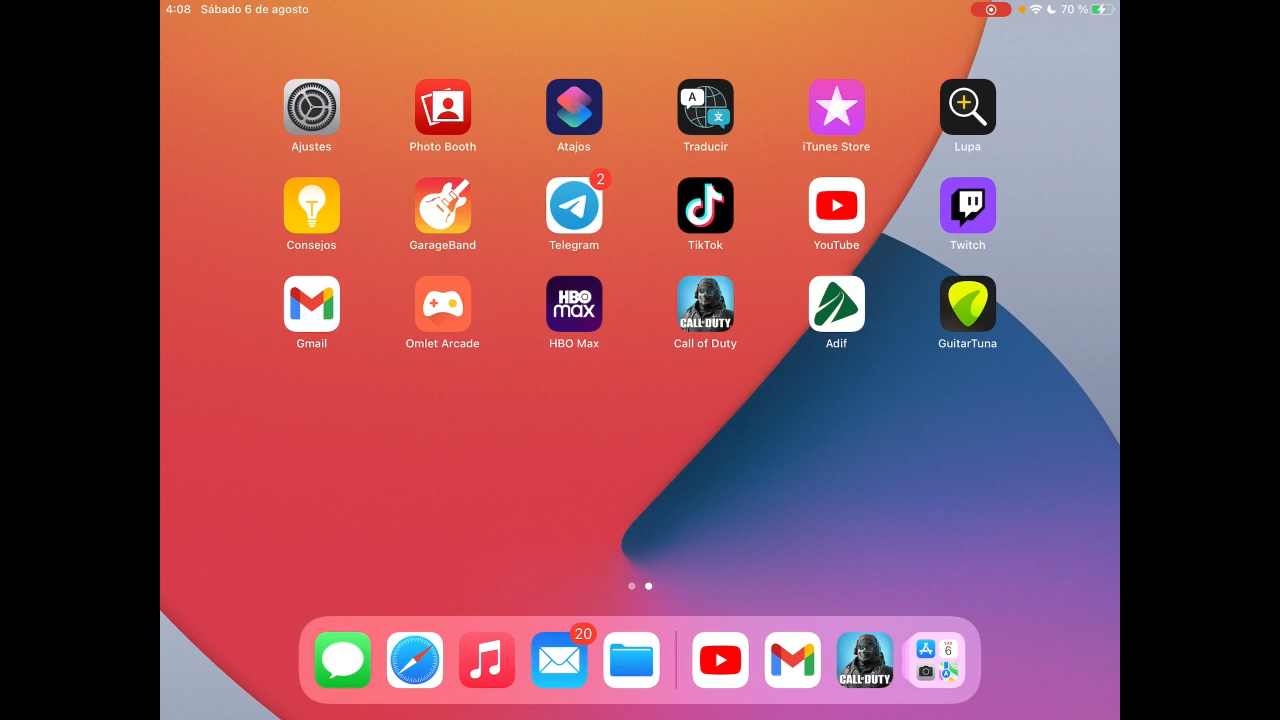 4:08 Sábado 6 de agosto 70 %
Ajustes Photo Booth Atajos Traducir iTunes Store Lupa
2
Consejos GarageBand Telegram TikTok YouTube Twitch
HBO
max
CALL·DUTY
Gmail Omlet Arcade HBO Max Call of Duty Adif GuitarTuna
20
CALL·DUTY
6